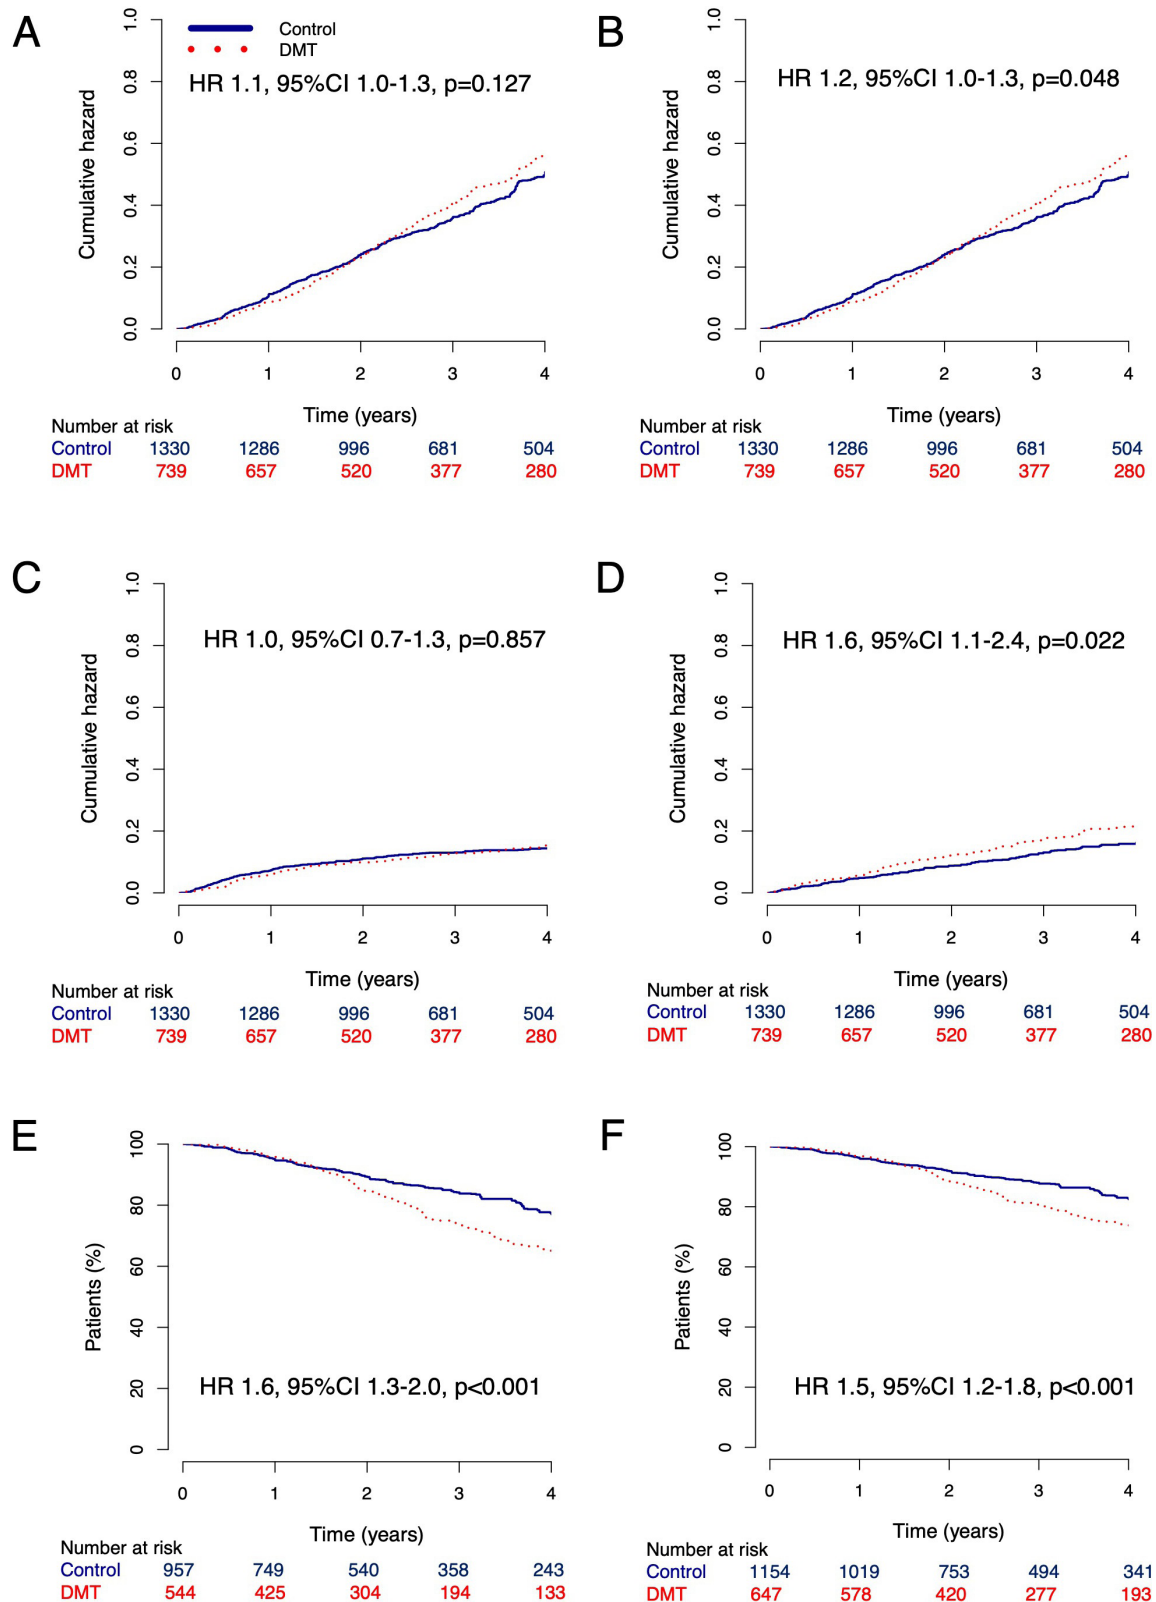 A
Control
DMT
HR 1.1, 95%CI 1.0-1.3, p=0.127
Cumulative hazard
1.0
0.8
0.6
0.4
0.2
0.0
0 1 2 3 4
Time (years)
Number at risk
Control 1330 1286 996 681 504
DMT 739 657 520 377 280
B
HR 1.2, 95%CI 1.0-1.3, p=0.048
Cumulative hazard
1.0
0.8
0.6
0.4
0.2
0.0
0 1 2 3 4
Time (years)
Number at risk
Control 1330 1286 996 681 504
DMT 739 657 520 377 280
C
HR 1.0, 95%CI 0.7-1.3, p=0.857
Cumulative hazard
1.0
0.8
0.6
0.4
0.2
0.0
0 1 2 3 4
Time (years)
Number at risk
Control 1330 1286 996 681 504
DMT 739 657 520 377 280
D
HR 1.6, 95%CI 1.1-2.4, p=0.022
Cumulative hazard
1.0
0.8
0.6
0.4
0.2
0.0
0 1 2 3 4
Time (years)
Number at risk
Control 1330 1286 996 681 504
DMT 739 657 520 377 280
E
Patients (%)
100
80
60
40
20
0
HR 1.6, 95%CI 1.3-2.0, p<0.001
0 1 2 3 4
Time (years)
Number at risk
Control 957 749 540 358 243
DMT 544 425 304 194 133
F
Patients (%)
100
80
60
40
20
0
HR 1.5, 95%CI 1.2-1.8, p<0.001
0 1 2 3 4
Time (years)
Number at risk
Control 1154 1019 753 494 341
DMT 647 578 420 277 193